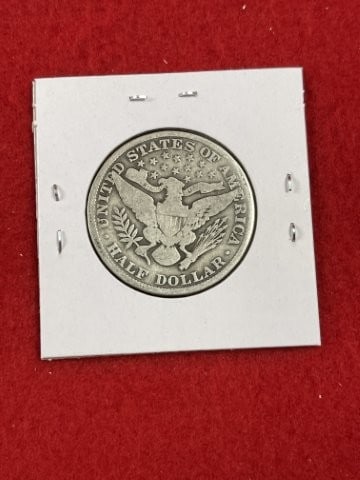 UNITED STATES OF AMERICA
HALF DOLLAR